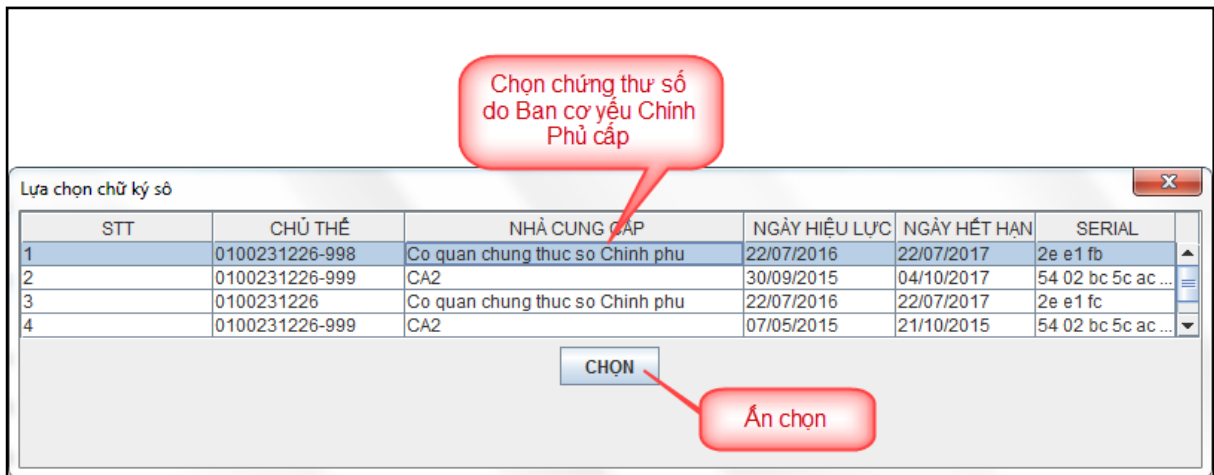 Chọn chứng thư số
do Ban cơ yếu Chính
Phủ cấp
Lựa chọn chữ ký số
STT CHỦ THỂ NHÀ CUNG CẤP NGÀY HIỆU LỰC NGÀY HẾT HẠN SERIAL
1 0100231226-998 Co quan chung thuc so Chinh phu 22/07/2016 22/07/2017 2e e1 fb
2 0100231226-999 CA2 30/09/2015 04/10/2017 54 02 bc 5c ac ...
3 0100231226 Co quan chung thuc so Chinh phu 22/07/2016 22/07/2017 2e e1 fc
4 0100231226-999 CA2 07/05/2015 21/10/2015 54 02 bc 5c ac ...
CHỌN
Ấn chọn